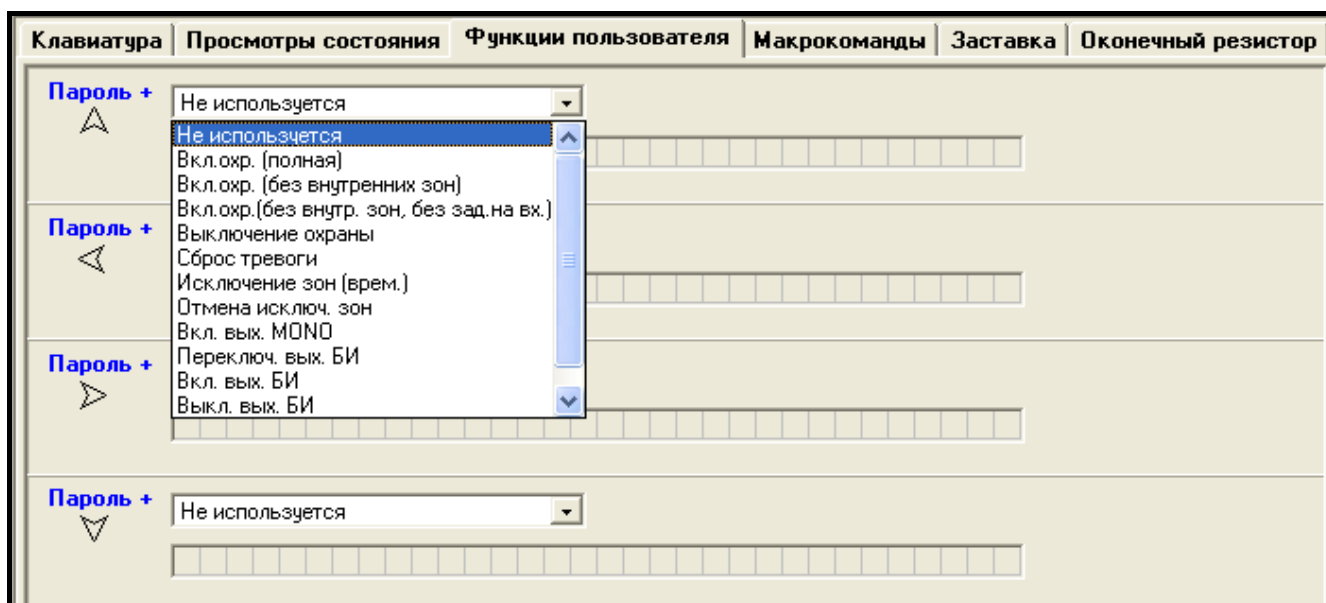 Клавиатура Просмотры состояния Функции пользователя Макрокоманды Заставка Оконечный резистор
Пароль +
Не используется
Не используется
Вкл.охр. (полная)
Вкл.охр. (без внутренних зон)
Вкл.охр.(без внутр. зон, без зад.на вх.)
Пароль +
Выключение охраны
Сброс тревоги
Исключение зон (врем.)
Отмена исключ. зон
Вкл. вых. MONO
Пароль +
Переключ. вых. БИ
Вкл. вых. БИ
Выкл. вых. БИ
Пароль +
Не используется